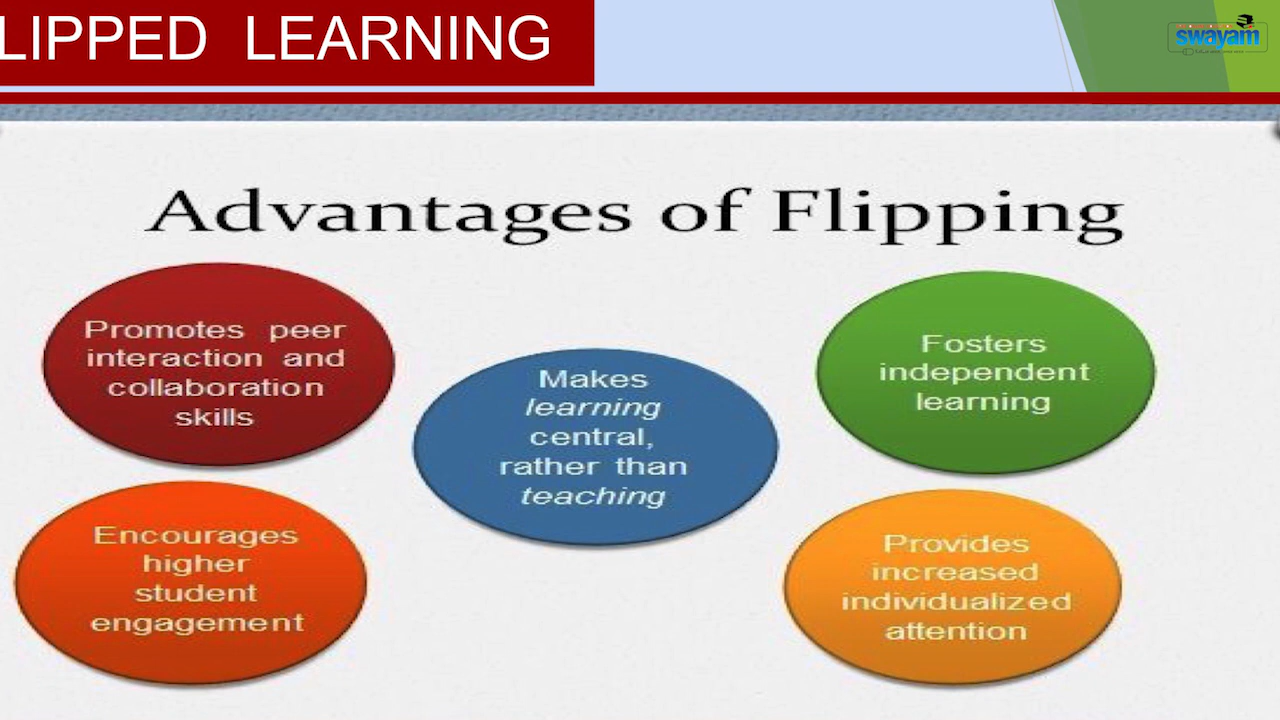 LIPPED LEARNING
swayam
Advantages of Flipping
Promotes peer
interaction and
collaboration
skills
Makes
learning
central,
rather than
teaching
Fosters
independent
learning
Encourages
higher
student
engagement
Provides
increased
individualized
attention